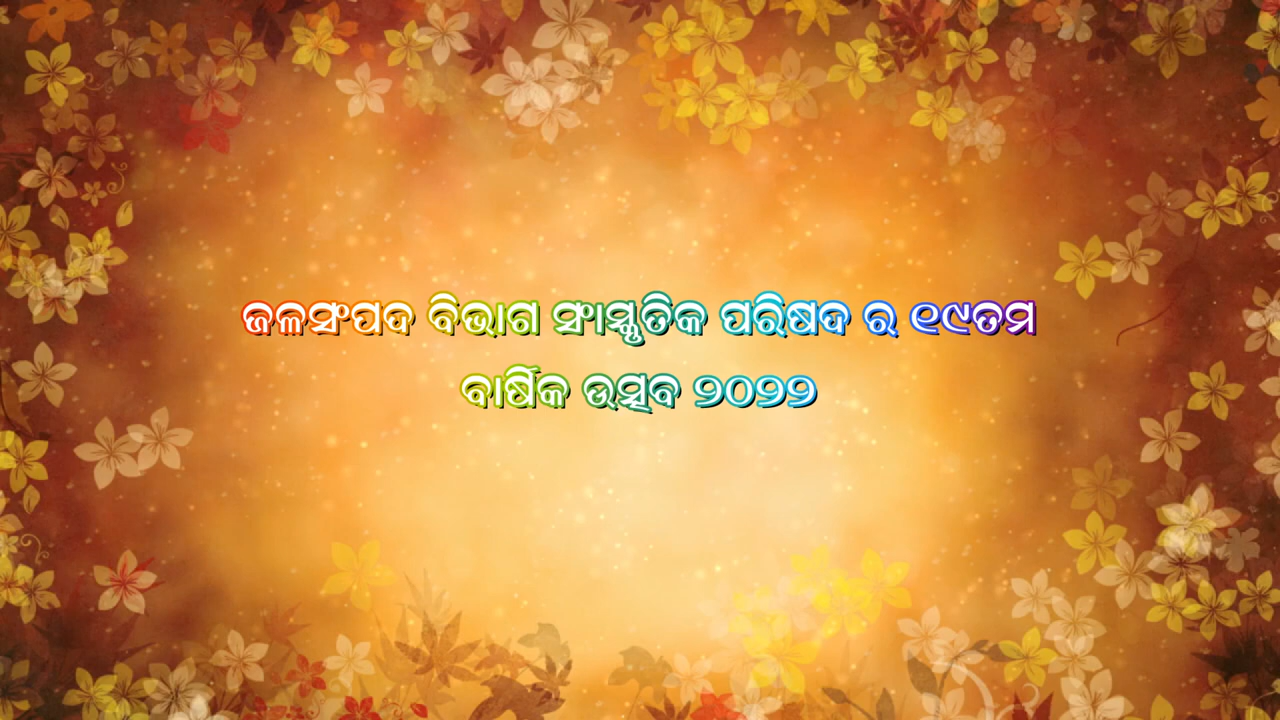 ଜଳସଂପଦ ବିଭାଗ ସାଂସ୍କୃତିକ ପରିଷଦ ର ୧୯ତମ
ବାର୍ଷିକ ଉତ୍ସବ ୨୦୨୨